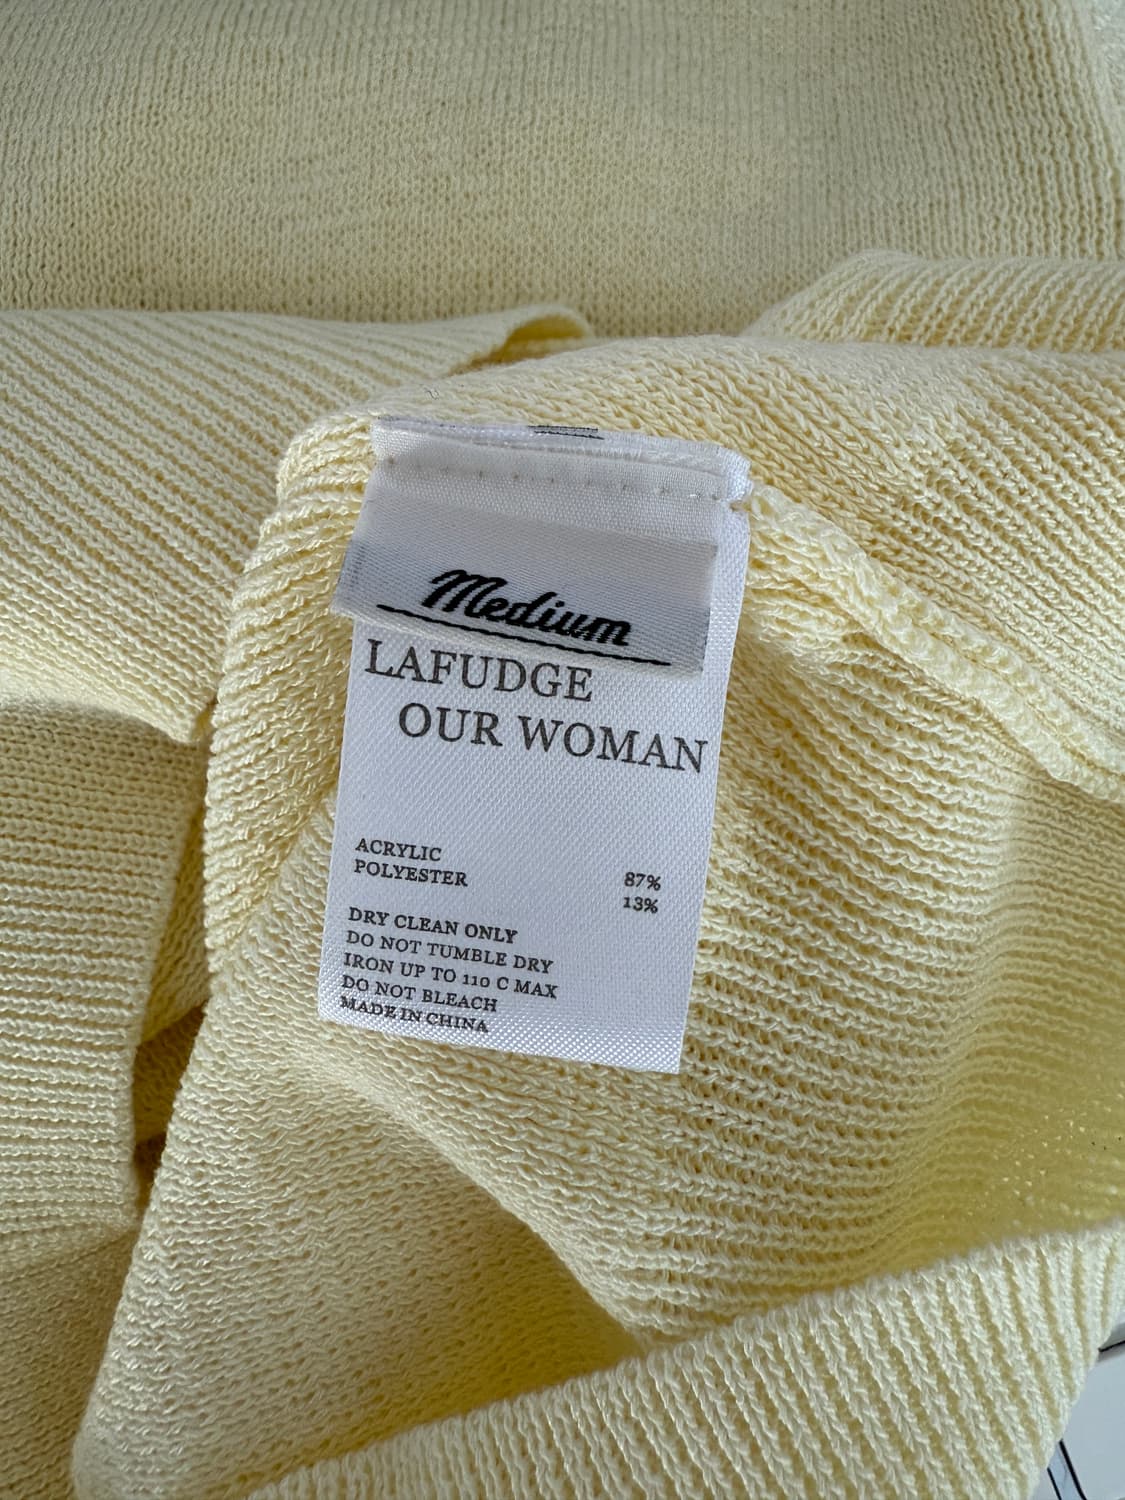 Medium
LAFUDGE
OUR WOMAN
ACRYLIC 87%
POLYESTER 13%
DRY CLEAN ONLY
DO NOT TUMBLE DRY
IRON UP TO 110 C MAX
DO NOT BLEACH
MADE IN CHINA